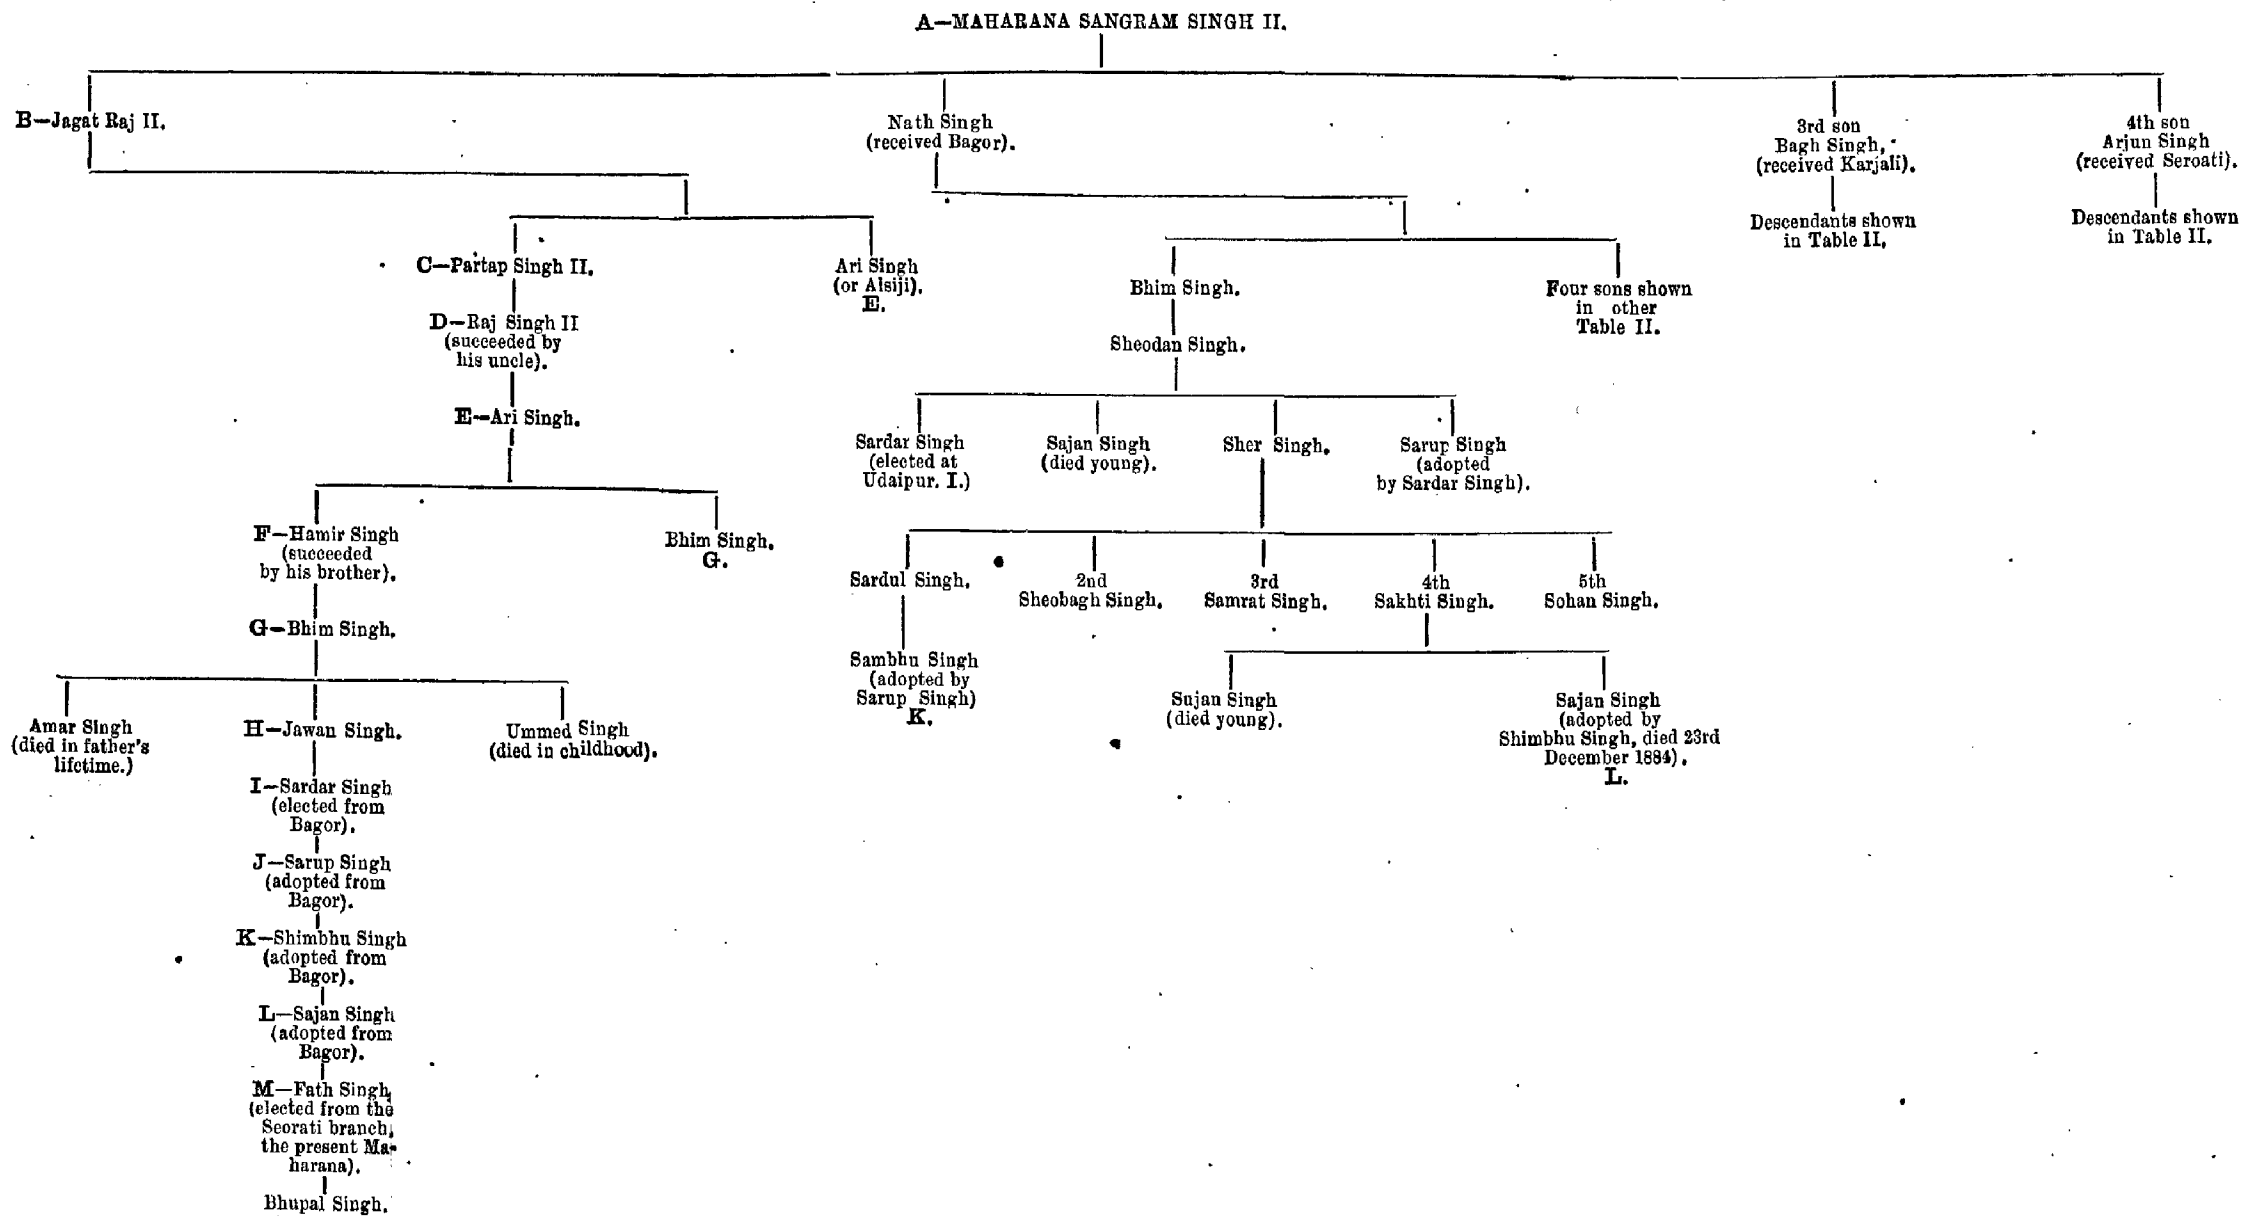 A—MAHARANA SANGRAM SINGH II.
B—Jagat Raj II.
Nath Singh
(received Bagor).
3rd son
Bagh Singh,
(received Karjali).
4th son
Arjun Singh
(received Seroati).
Descendants shown
in Table II.
Descendants shown
in Table II.
C—Partap Singh II.
Ari Singh
(or Alsiji).
E.
Bhim Singh.
Four sons shown
in other
Table II.
D—Raj Singh II
(succeeded by
his uncle).
Sheodan Singh.
E—Ari Singh.
Sardar Singh
(elected at
Udaipur. I.)
Sajan Singh
(died young).
Sher Singh.
Sarup Singh
(adopted
by Sardar Singh).
F—Hamir Singh
(succeeded
by his brother).
Bhim Singh.
G.
Sardul Singh.
2nd
Sheobagh Singh.
3rd
Samrat Singh.
4th
Sakhti Singh.
5th
Sohan Singh.
G—Bhim Singh.
Sambhu Singh
(adopted by
Sarup Singh)
K.
Sujan Singh
(died young).
Sajan Singh
(adopted by
Shimbhu Singh, died 23rd
December 1884).
L.
Amar Singh
(died in father's
lifetime.)
H—Jawan Singh.
Ummed Singh
(died in childhood).
I—Sardar Singh
(elected from
Bagor).
J—Sarup Singh
(adopted from
Bagor).
K—Shimbhu Singh
(adopted from
Bagor).
L—Sajan Singh
(adopted from
Bagor).
M—Fath Singh,
(elected from the
Seorati branch,
the present Ma-
harana).
Bhupal Singh.